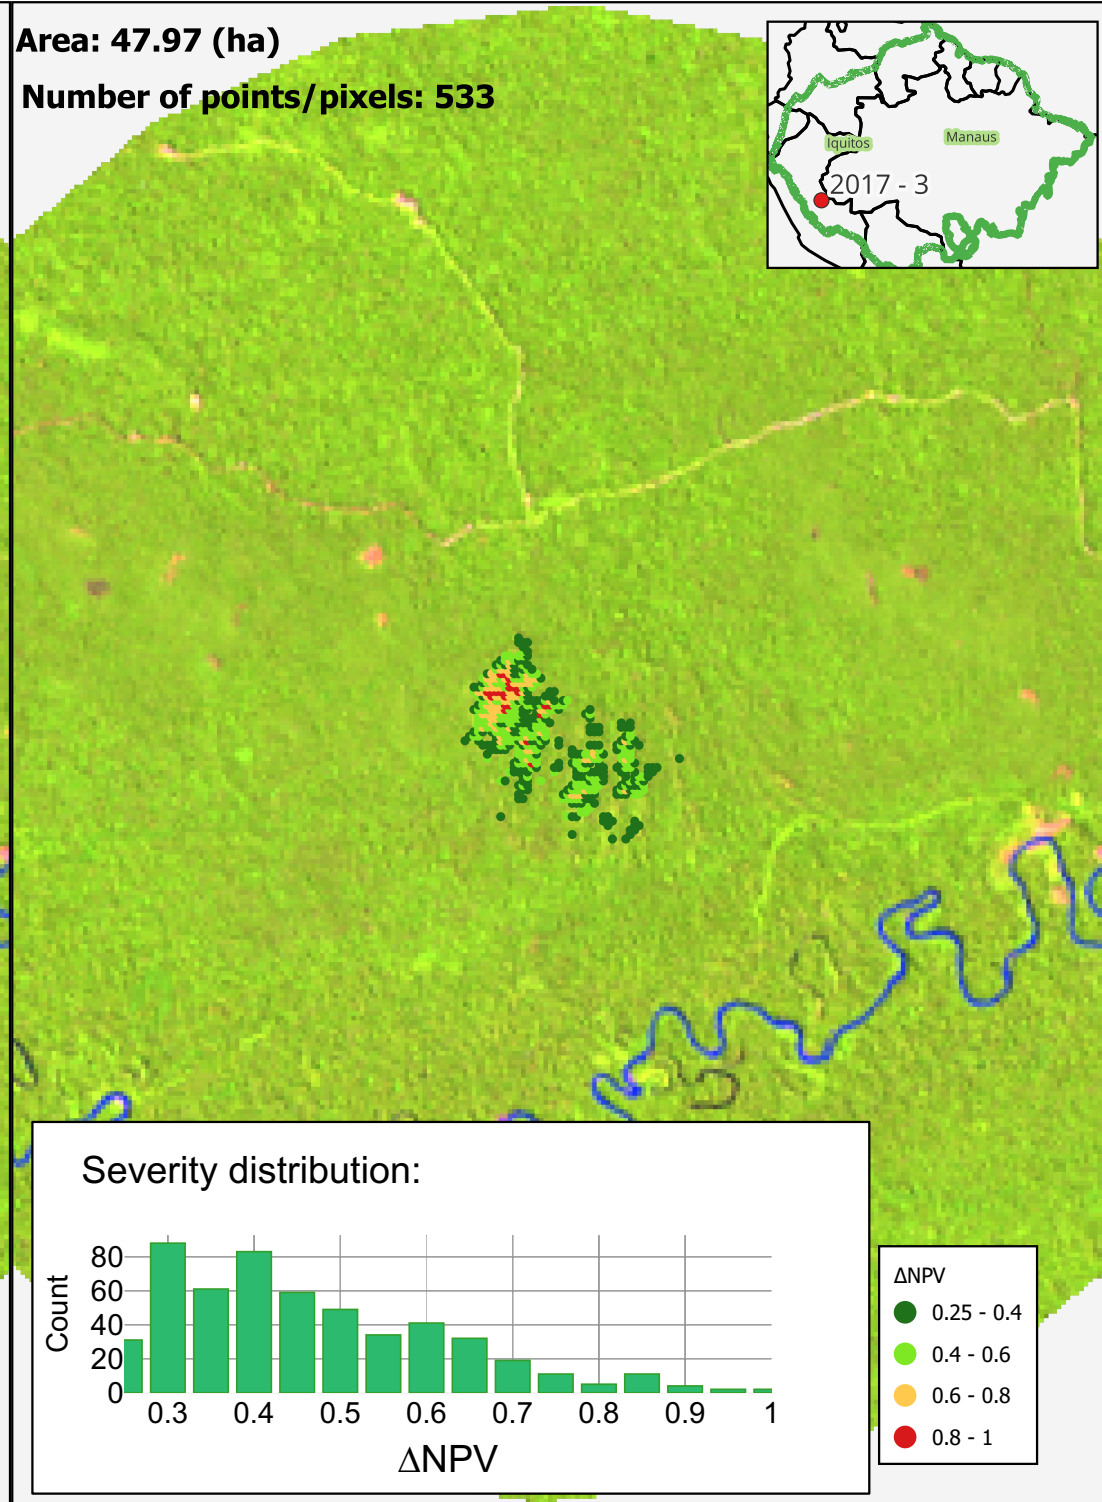 Area: 47.97 (ha)
Number of points/pixels: 533
Iquitos
Manaus
2017 - 3
Severity distribution:
Count
80
60
40
20
0
0.3 0.4 0.5 0.6 0.7 0.8 0.9 1
ΔNPV
ΔNPV
0.25 - 0.4
0.4 - 0.6
0.6 - 0.8
0.8 - 1